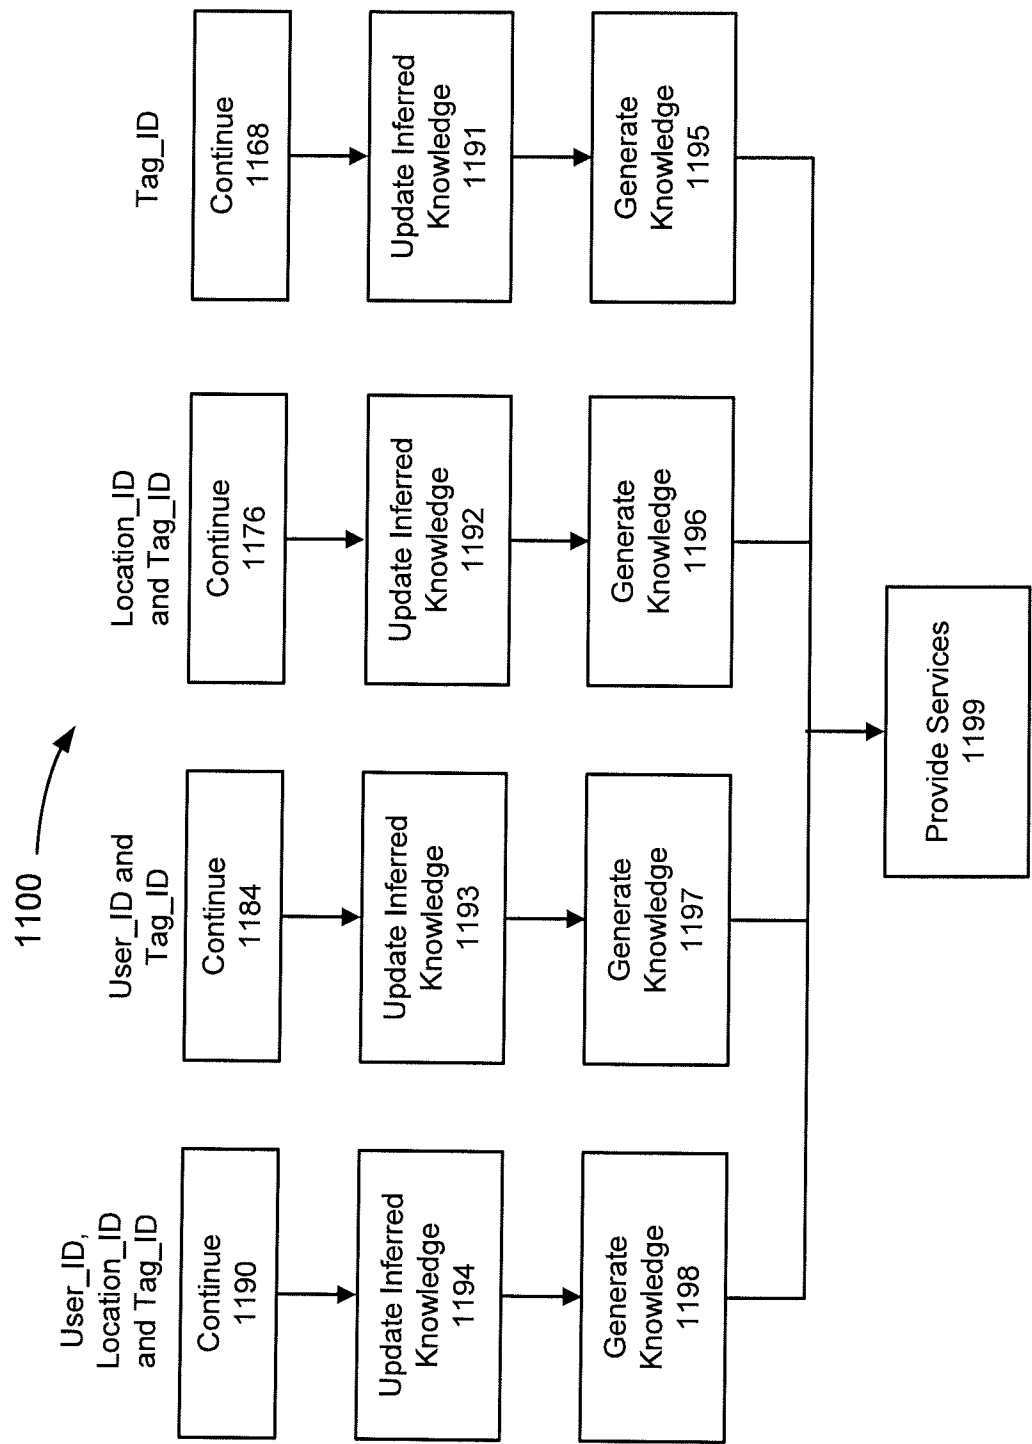 1100
User_ID,
Location_ID
and Tag_ID
Continue
1190
Update Inferred
Knowledge
1194
Generate
Knowledge
1198
User_ID and
Tag_ID
Continue
1184
Update Inferred
Knowledge
1193
Generate
Knowledge
1197
Location_ID
and Tag_ID
Continue
1176
Update Inferred
Knowledge
1192
Generate
Knowledge
1196
Tag_ID
Continue
1168
Update Inferred
Knowledge
1191
Generate
Knowledge
1195
Provide Services
1199